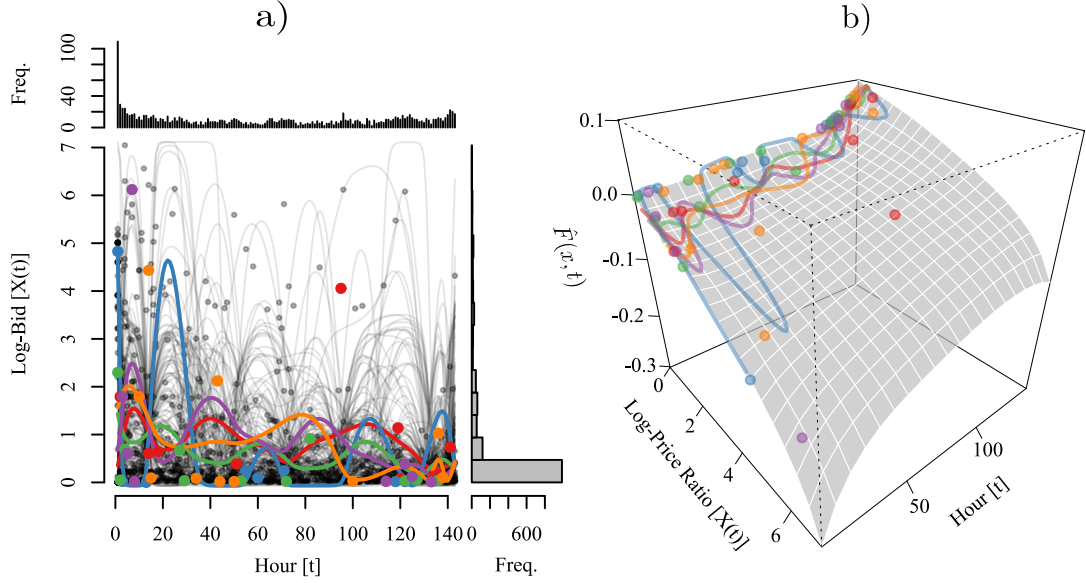 a)
Freq.
100
40
0
Log-Bid [X(t)]
7
6
5
4
3
2
1
0
0 20 40 60 80 100 120 140
Hour [t]
0 600
Freq.
b)
0.1
0.0
-0.1
-0.2
-0.3
F̂(x, t)
0
2
4
6
Log-Price Ratio [X(t)]
50
100
Hour [t]